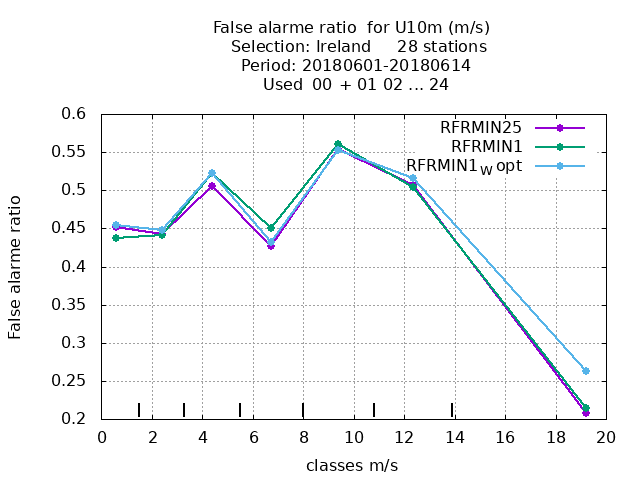 False alarme ratio  for U10m (m/s)
Selection: Ireland     28 stations
Period: 20180601-20180614
Used  00 + 01 02 ... 24
RFRMIN25
RFRMIN1
RFRMIN1W opt
False alarme ratio
0.6
0.55
0.5
0.45
0.4
0.35
0.3
0.25
0.2
0 2 4 6 8 10 12 14 16 18 20
classes m/s